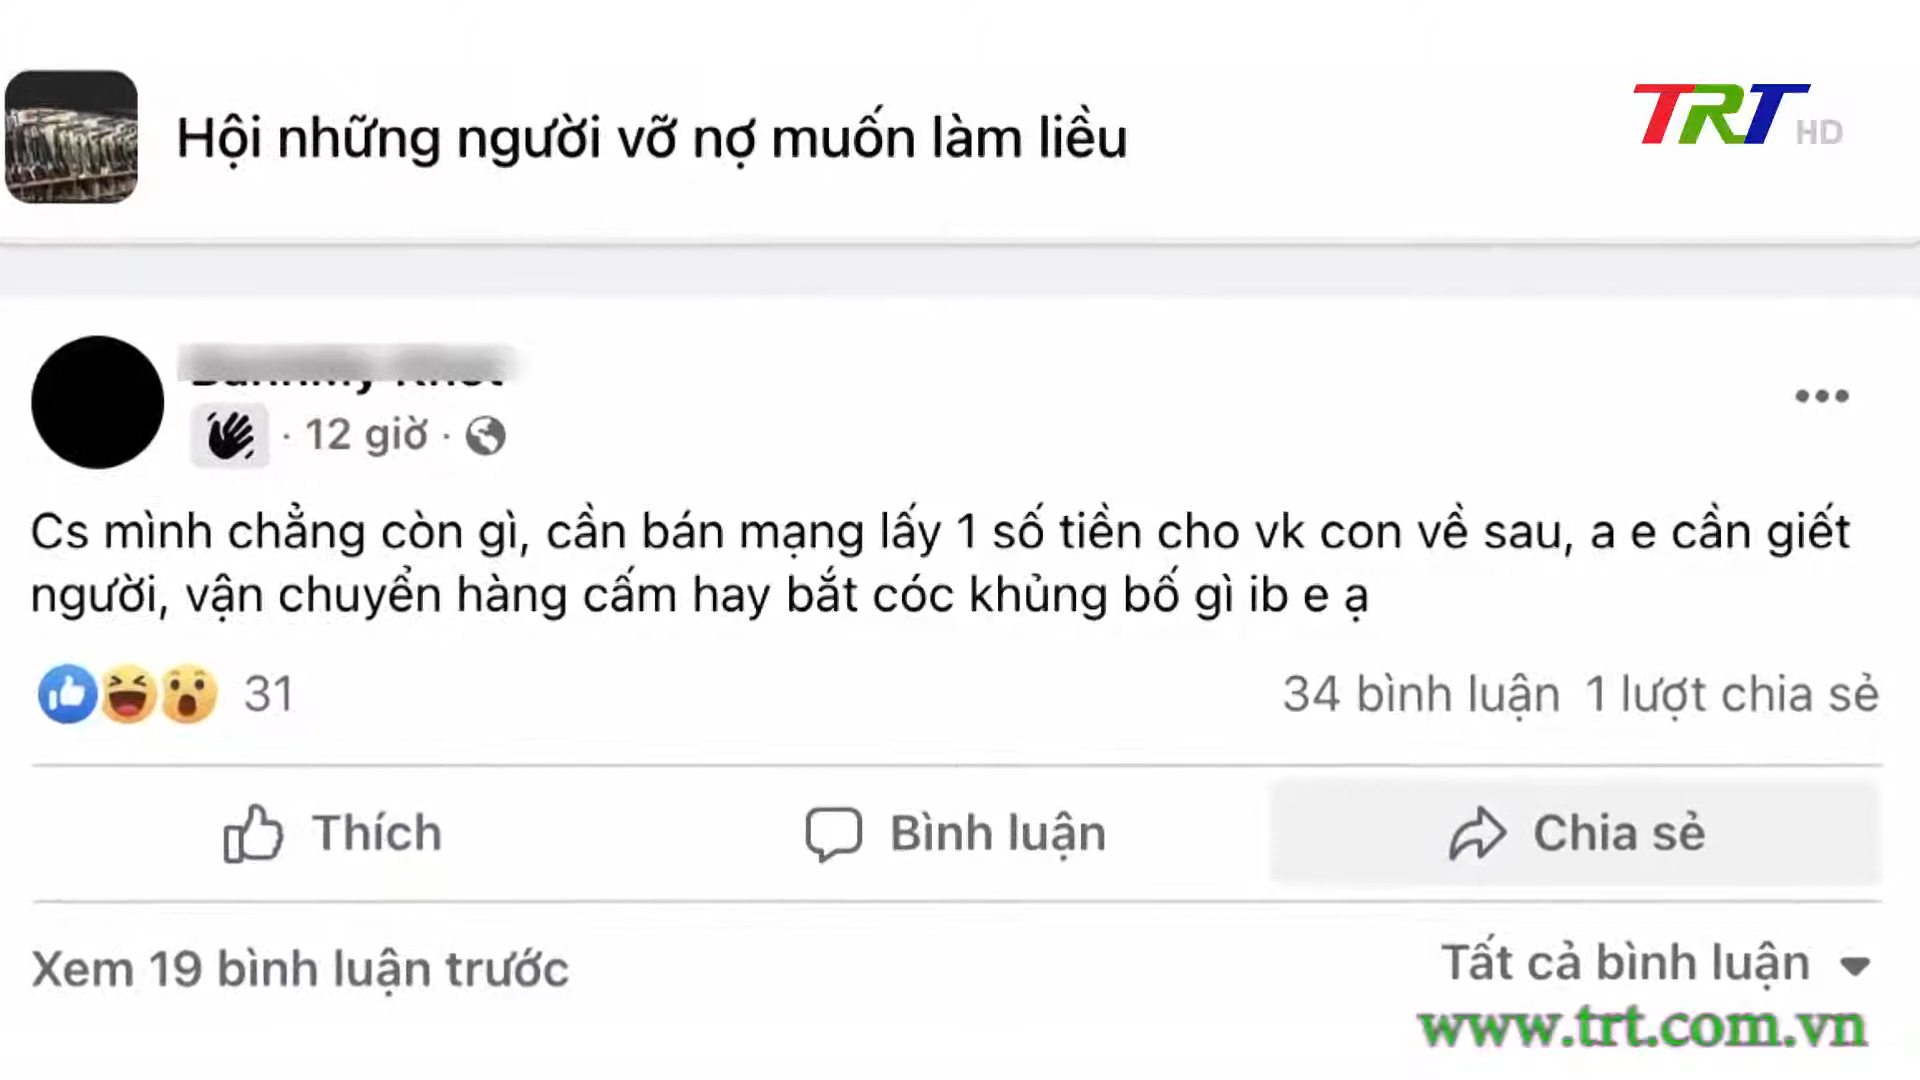 Hội những người vỡ nợ muốn làm liều
TRT HD
· 12 giờ ·
Cs mình chẳng còn gì, cần bán mạng lấy 1 số tiền cho vk con về sau, a e cần giết
người, vận chuyển hàng cấm hay bắt cóc khủng bố gì ib e ạ
31
34 bình luận 1 lượt chia sẻ
Thích
Bình luận
Chia sẻ
Xem 19 bình luận trước
Tất cả bình luận
www.trt.com.vn